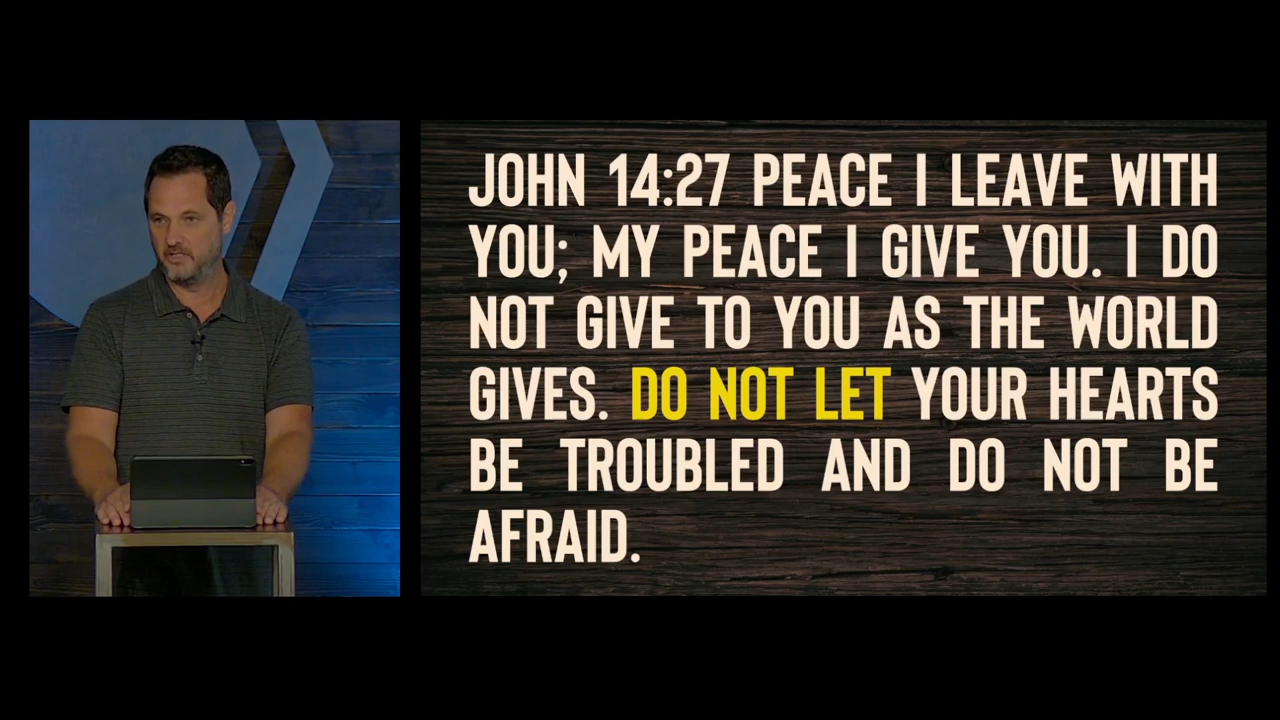 JOHN 14:27 PEACE I LEAVE WITH
YOU; MY PEACE I GIVE YOU. I DO
NOT GIVE TO YOU AS THE WORLD
GIVES. DO NOT LET YOUR HEARTS
BE TROUBLED AND DO NOT BE
AFRAID.